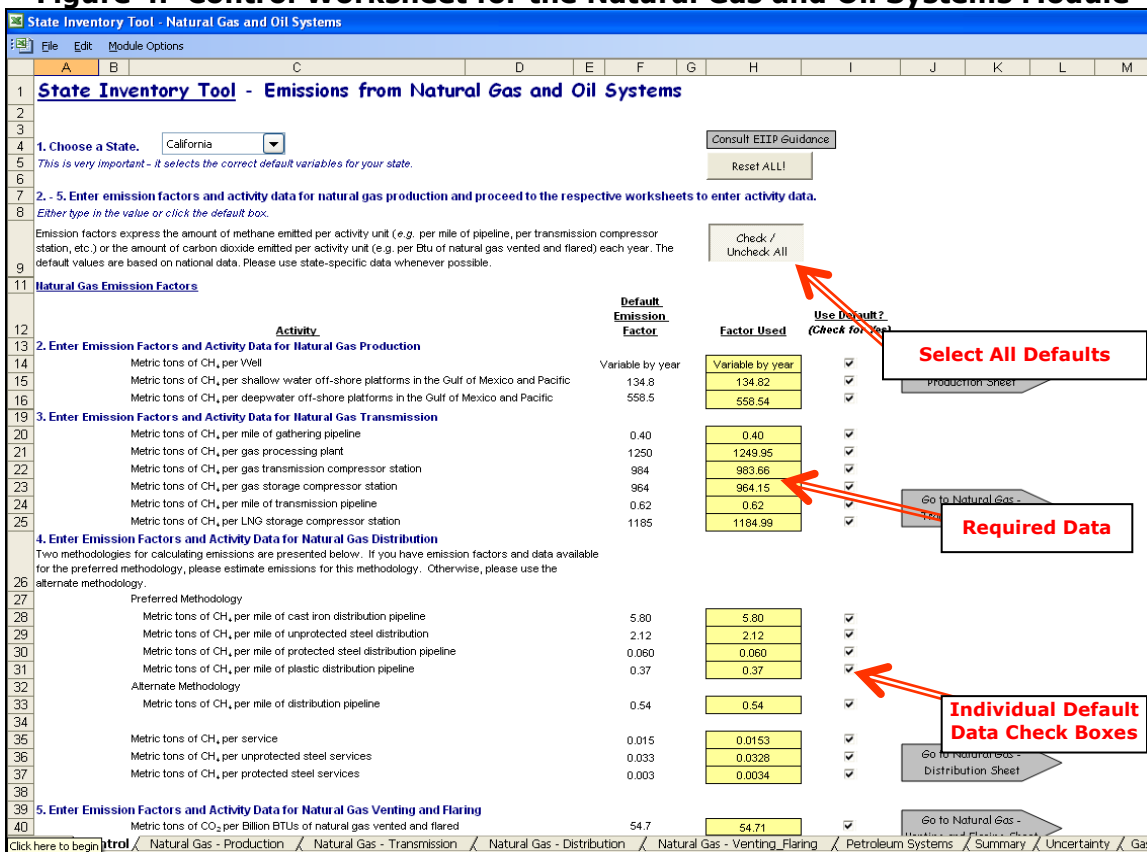 State Inventory Tool - Natural Gas and Oil Systems
File Edit Module Options
A B C D E F G H I J K L M
1 State Inventory Tool - Emissions from Natural Gas and Oil Systems
2
3
4 1. Choose a State. California Consult EIIP Guidance
5 This is very important - it selects the correct default variables for your state. Reset ALL!
6
7 2. - 5. Enter emission factors and activity data for natural gas production and proceed to the respective worksheets to enter activity data.
8 Either type in the value or click the default box.
Emission factors express the amount of methane emitted per activity unit (e.g. per mile of pipeline, per transmission compressor
station, etc.) or the amount of carbon dioxide emitted per activity unit (e.g. per Btu of natural gas vented and flared) each year. The
9 default values are based on national data. Please use state-specific data whenever possible.
Check /
Uncheck All
11 Natural Gas Emission Factors
12 Activity Default Emission Factor Factor Used Use Default? (Check for Yes)
Select All Defaults
13 2. Enter Emission Factors and Activity Data for Natural Gas Production
14 Metric tons of CH4 per Well Variable by year Variable by year
15 Metric tons of CH4 per shallow water off-shore platforms in the Gulf of Mexico and Pacific 134.8 134.82 Production Sheet
16 Metric tons of CH4 per deepwater off-shore platforms in the Gulf of Mexico and Pacific 558.5 558.54
19 3. Enter Emission Factors and Activity Data for Natural Gas Transmission
20 Metric tons of CH4 per mile of gathering pipeline 0.40 0.40
21 Metric tons of CH4 per gas processing plant 1250 1249.95
22 Metric tons of CH4 per gas transmission compressor station 984 983.66
23 Metric tons of CH4 per gas storage compressor station 964 964.15
24 Metric tons of CH4 per mile of transmission pipeline 0.62 0.62 Go to Natural Gas -
25 Metric tons of CH4 per LNG storage compressor station 1185 1184.99
Required Data
4. Enter Emission Factors and Activity Data for Natural Gas Distribution
Two methodologies for calculating emissions are presented below. If you have emission factors and data available
for the preferred methodology, please estimate emissions for this methodology. Otherwise, please use the
26 alternate methodology.
27 Preferred Methodology
28 Metric tons of CH4 per mile of cast iron distribution pipeline 5.80 5.80
29 Metric tons of CH4 per mile of unprotected steel distribution 2.12 2.12
30 Metric tons of CH4 per mile of protected steel distribution pipeline 0.060 0.060
31 Metric tons of CH4 per mile of plastic distribution pipeline 0.37 0.37
32 Alternate Methodology
33 Metric tons of CH4 per mile of distribution pipeline 0.54 0.54
34
Individual Default
Data Check Boxes
35 Metric tons of CH4 per service 0.015 0.0153
36 Metric tons of CH4 per unprotected steel services 0.033 0.0328 Go to Natural Gas -
37 Metric tons of CH4 per protected steel services 0.003 0.0034 Distribution Sheet
38
39 5. Enter Emission Factors and Activity Data for Natural Gas Venting and Flaring
40 Metric tons of CO2 per Billion BTUs of natural gas vented and flared 54.7 54.71 Go to Natural Gas -
Click here to begin trol Natural Gas - Production Natural Gas - Transmission Natural Gas - Distribution Natural Gas - Venting_Flaring Petroleum Systems Summary Uncertainty Ga